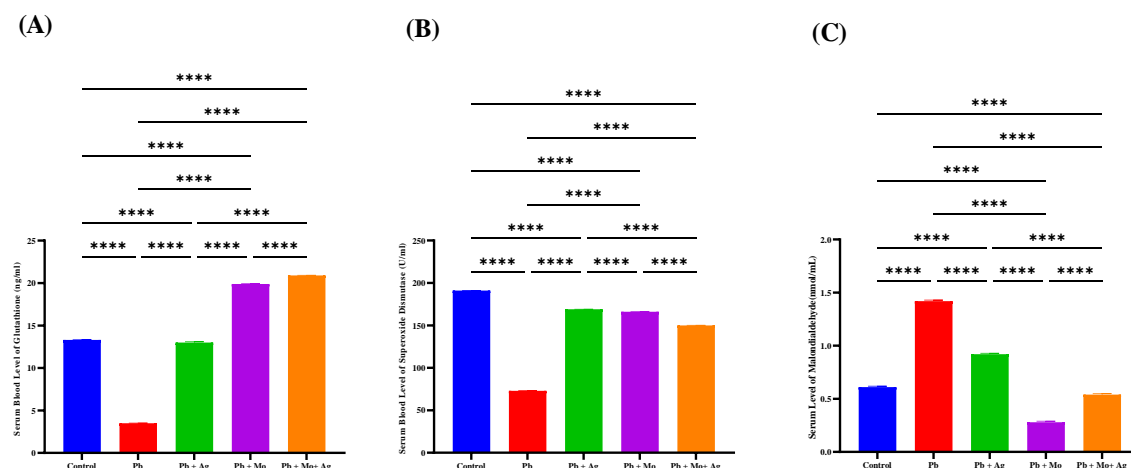 (A)
****
****
****
****
**** ****
**** **** **** ****
Serum Blood Level of Glutathione (ng/ml)
25
20
15
10
5
0
Control Pb Pb + Ag Pb + Mo Pb + Mo+ Ag
(B)
****
****
****
****
**** ****
**** **** **** ****
Serum Blood Level of Superoxide Dismutase (U/ml)
250
200
150
100
50
0
Control Pb Pb + Ag Pb + Mo Pb + Mo+ Ag
(C)
****
****
****
****
**** ****
**** **** **** ****
Serum Level of Malondialdehyde(nmol/mL)
2.0
1.5
1.0
0.5
0.0
Control Pb Pb + Ag Pb + Mo Pb + Mo+ Ag